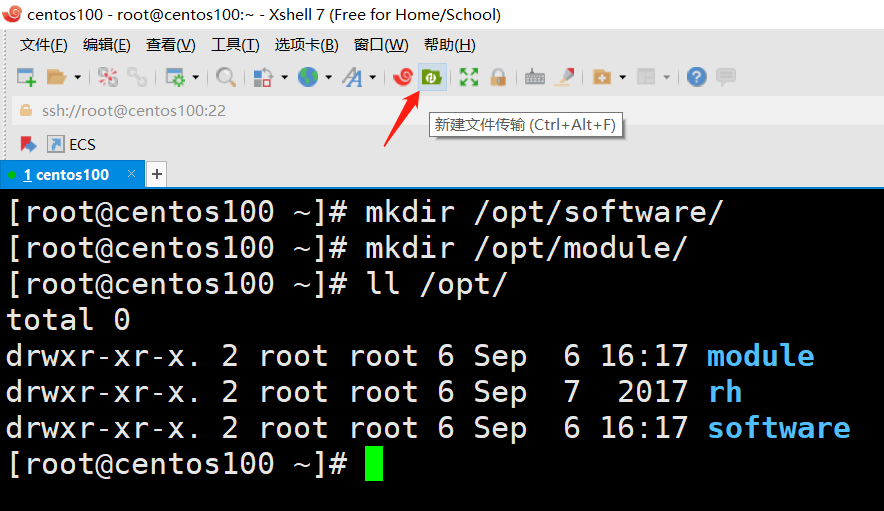 centos100 - root@centos100:~ - Xshell 7 (Free for Home/School)
文件(F) 编辑(E) 查看(V) 工具(T) 选项卡(B) 窗口(W) 帮助(H)
ssh://root@centos100:22
新建文件传输 (Ctrl+Alt+F)
ECS
1 centos100 × +
[root@centos100 ~]# mkdir /opt/software/
[root@centos100 ~]# mkdir /opt/module/
[root@centos100 ~]# ll /opt/
total 0
drwxr-xr-x. 2 root root 6 Sep  6 16:17 module
drwxr-xr-x. 2 root root 6 Sep  7  2017 rh
drwxr-xr-x. 2 root root 6 Sep  6 16:17 software
[root@centos100 ~]#